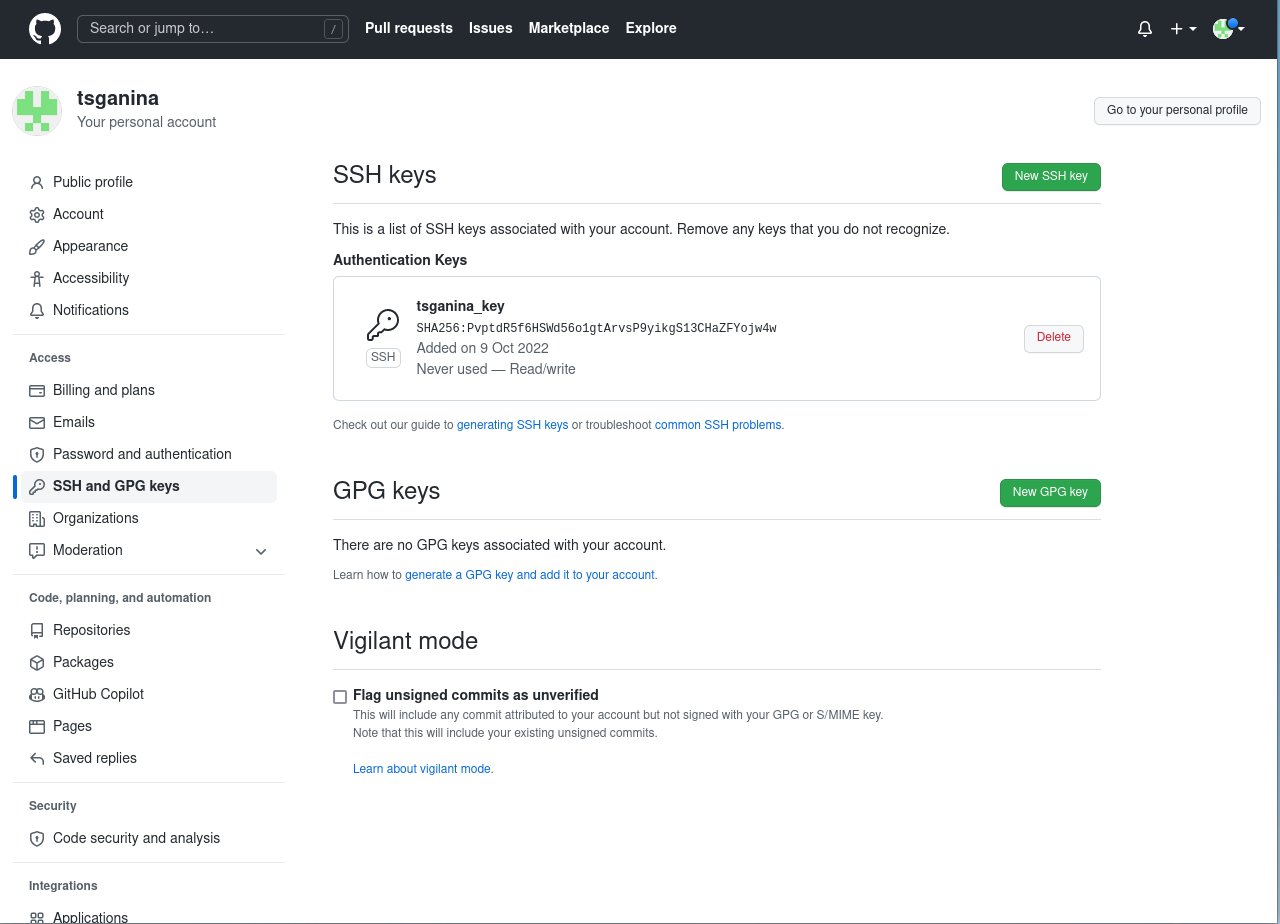 Search or jump to…
/
Pull requests
Issues
Marketplace
Explore
tsganina
Your personal account
Go to your personal profile
Public profile
Account
Appearance
Accessibility
Notifications
Access
Billing and plans
Emails
Password and authentication
SSH and GPG keys
Organizations
Moderation
Code, planning, and automation
Repositories
Packages
GitHub Copilot
Pages
Saved replies
Security
Code security and analysis
Integrations
Applications
SSH keys
New SSH key
This is a list of SSH keys associated with your account. Remove any keys that you do not recognize.
Authentication Keys
SSH
tsganina_key
SHA256:PvptdR5f6HSWd56o1gtArvsP9yikgS13CHaZFYojw4w
Added on 9 Oct 2022
Never used — Read/write
Delete
Check out our guide to generating SSH keys or troubleshoot common SSH problems.
GPG keys
New GPG key
There are no GPG keys associated with your account.
Learn how to generate a GPG key and add it to your account.
Vigilant mode
Flag unsigned commits as unverified
This will include any commit attributed to your account but not signed with your GPG or S/MIME key.
Note that this will include your existing unsigned commits.
Learn about vigilant mode.